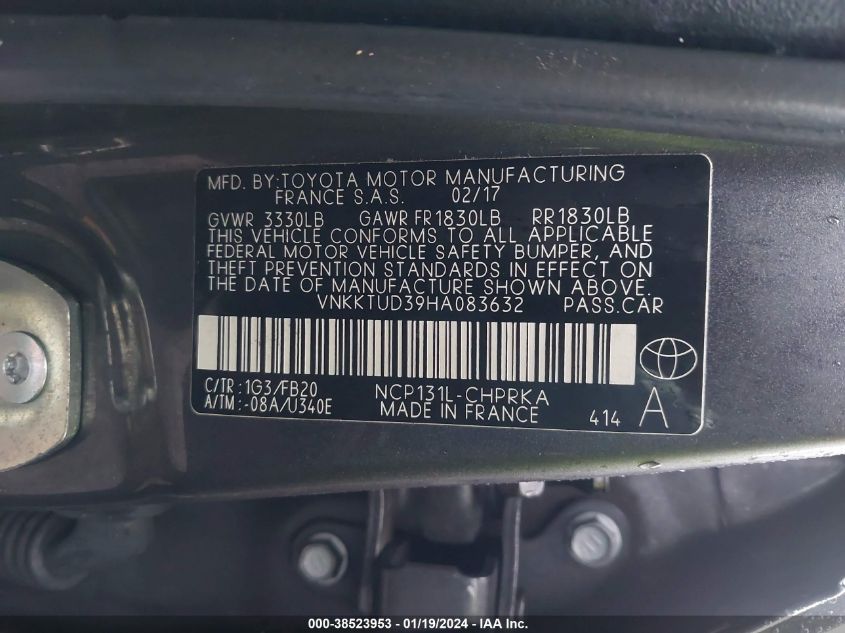 MFD. BY:TOYOTA MOTOR MANUFACTURING
FRANCE S.A.S. 02/17
GVWR 3330LB GAWR FR1830LB RR1830LB
THIS VEHICLE CONFORMS TO ALL APPLICABLE
FEDERAL MOTOR VEHICLE SAFETY BUMPER, AND
THEFT PREVENTION STANDARDS IN EFFECT ON
THE DATE OF MANUFACTURE SHOWN ABOVE.
VNKKTUD39HA083632 PASS.CAR
C/TR:1G3/FB20 NCP131L-CHPRKA
A/TM:-08A/U340E MADE IN FRANCE 414 A
000-38523953 - 01/19/2024 - IAA Inc.